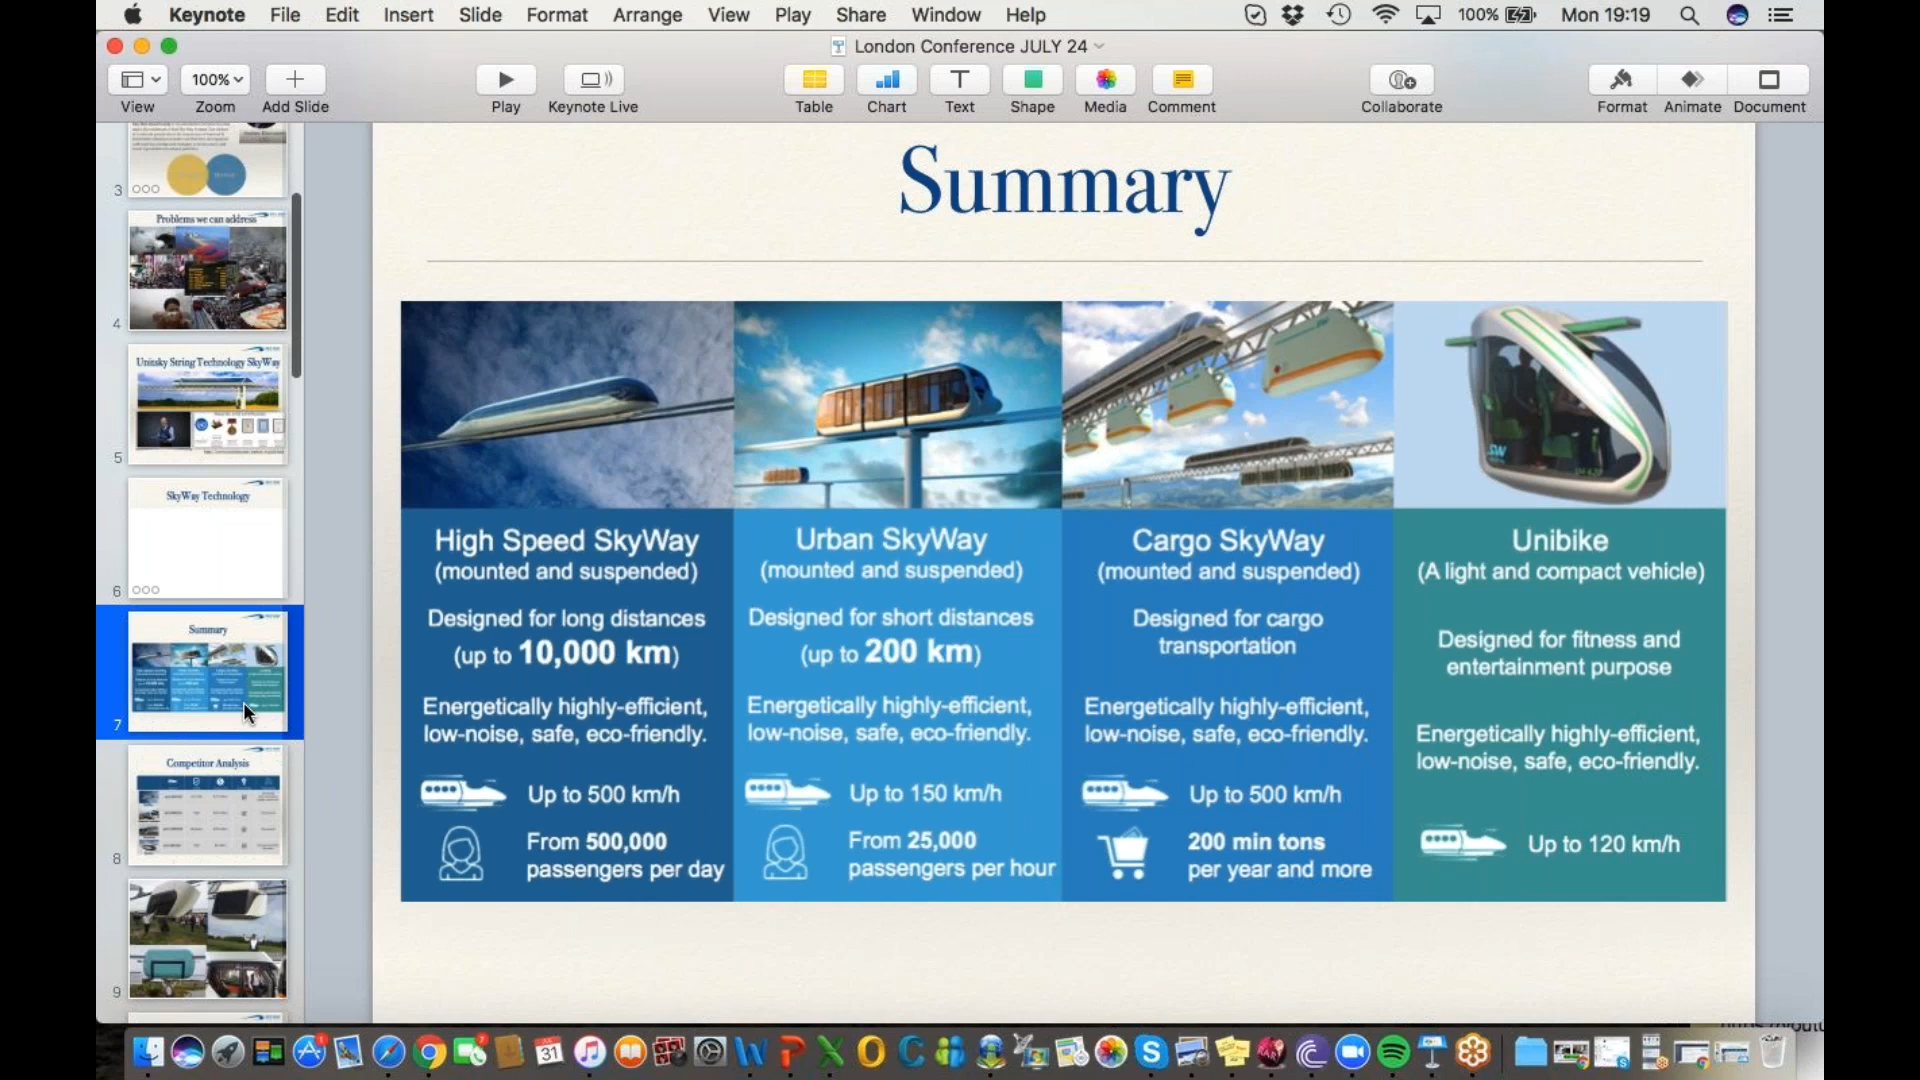 Keynote File Edit Insert Slide Format Arrange View Play Share Window Help 100% Mon 19:19
London Conference JULY 24
100%
View Zoom Add Slide Play Keynote Live Table Chart Text Shape Media Comment Collaborate Format Animate Document
3
Problems we can address
4
Unitsky String Technology SkyWay
5
SkyWay Technology
6
Summary
7
Competitor Analysis
8
9
Summary
High Speed SkyWay
(mounted and suspended)
Designed for long distances
(up to 10,000 km)
Energetically highly-efficient,
low-noise, safe, eco-friendly.
Up to 500 km/h
From 500,000
passengers per day
Urban SkyWay
(mounted and suspended)
Designed for short distances
(up to 200 km)
Energetically highly-efficient,
low-noise, safe, eco-friendly.
Up to 150 km/h
From 25,000
passengers per hour
Cargo SkyWay
(mounted and suspended)
Designed for cargo
transportation
Energetically highly-efficient,
low-noise, safe, eco-friendly.
Up to 500 km/h
200 min tons
per year and more
SW
Unibike
(A light and compact vehicle)
Designed for fitness and
entertainment purpose
Energetically highly-efficient,
low-noise, safe, eco-friendly.
Up to 120 km/h
31